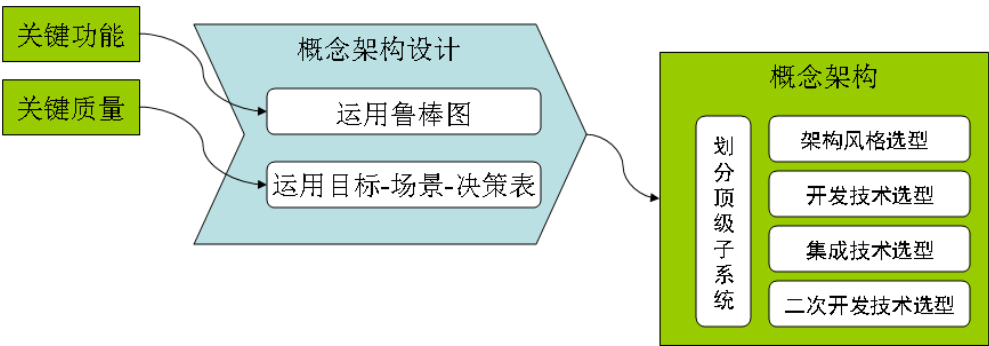 关键功能
关键质量
概念架构设计
运用鲁棒图
运用目标-场景-决策表
概念架构
划分顶级子系统
架构风格选型
开发技术选型
集成技术选型
二次开发技术选型